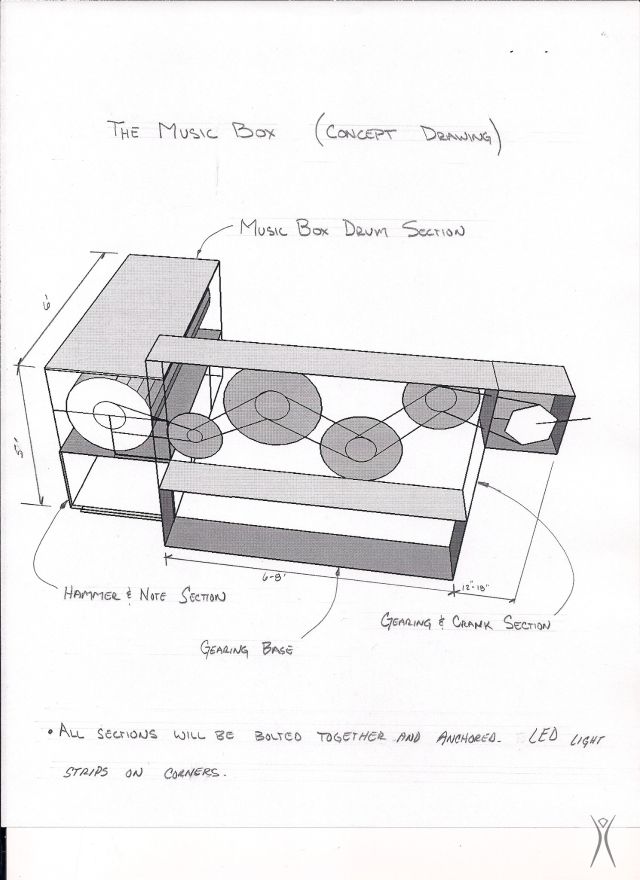 THE MUSIC BOX (CONCEPT DRAWING)
MUSIC BOX DRUM SECTION
6'
5'
6-8'
12"-18"
HAMMER & NOTE SECTION
GEARING & CRANK SECTION
GEARING BASE
• ALL SECTIONS WILL BE BOLTED TOGETHER AND ANCHORED. LED LIGHT
STRIPS ON CORNERS.